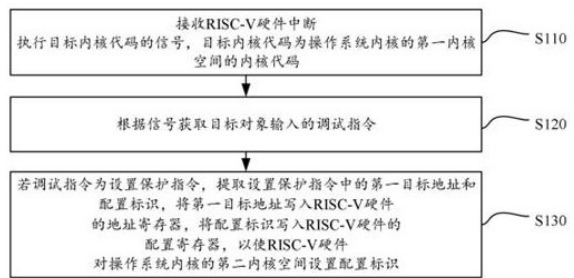 接收RISC-V硬件中断
执行目标内核代码的信号，目标内核代码为操作系统内核的第一内核
空间的内核代码
S110
根据信号获取目标对象输入的调试指令
S120
若调试指令为设置保护指令，提取设置保护指令中的第一目标地址和
配置标识，将第一目标地址写入RISC-V硬件
的地址寄存器，将配置标识写入RISC-V硬件的
配置寄存器，以使RISC-V硬件
对操作系统内核的第二内核空间设置配置标识
S130